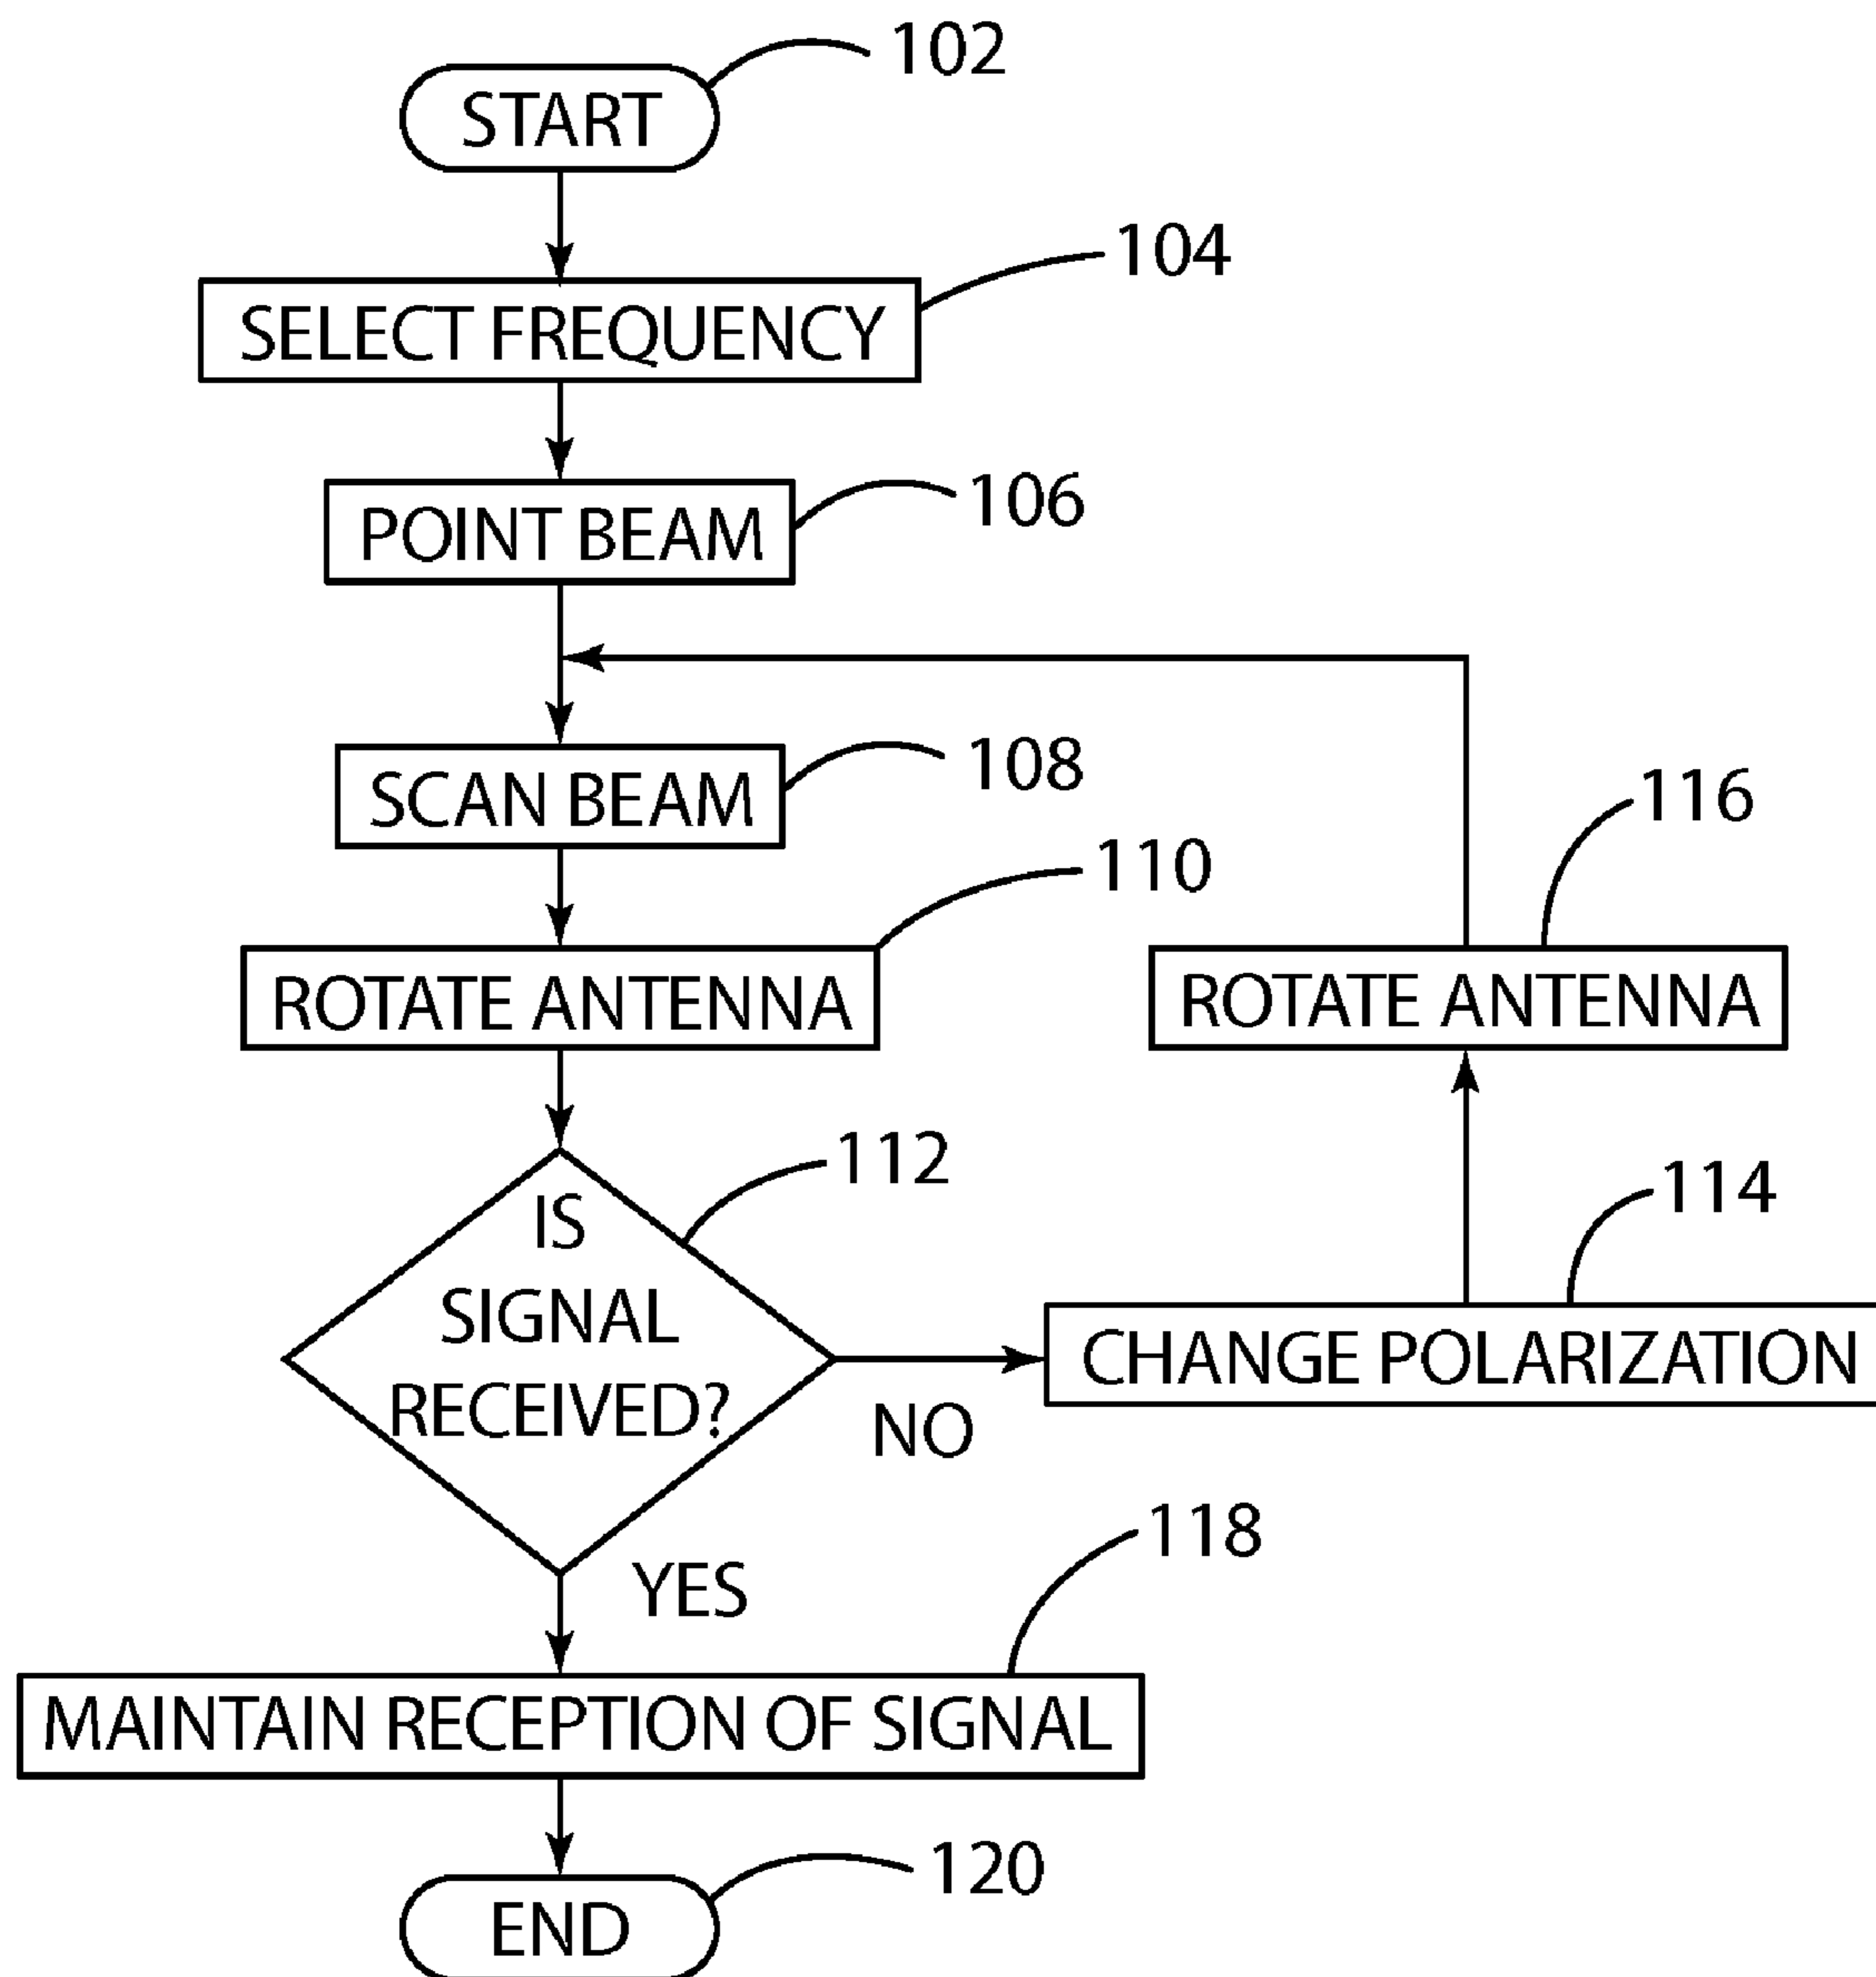 102
START
104
SELECT FREQUENCY
106
POINT BEAM
108
SCAN BEAM
116
110
ROTATE ANTENNA
ROTATE ANTENNA
112
IS
SIGNAL
RECEIVED?
114
CHANGE POLARIZATION
NO
118
YES
MAINTAIN RECEPTION OF SIGNAL
120
END